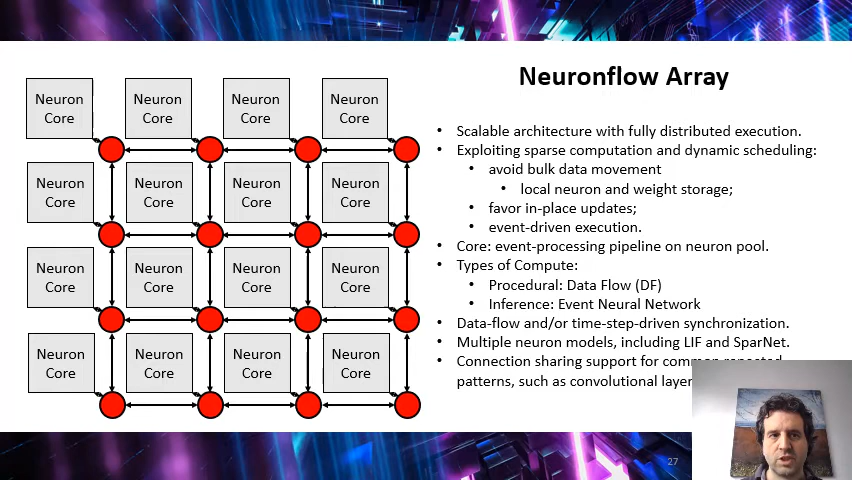 Neuronflow Array
Neuron Neuron Neuron Neuron
Core Core Core Core
Neuron Neuron Neuron Neuron
Core Core Core Core
Neuron Neuron Neuron Neuron
Core Core Core Core
Neuron Neuron Neuron Neuron
Core Core Core Core
• Scalable architecture with fully distributed execution.
• Exploiting sparse computation and dynamic scheduling:
• avoid bulk data movement
• local neuron and weight storage;
• favor in-place updates;
• event-driven execution.
• Core: event-processing pipeline on neuron pool.
• Types of Compute:
• Procedural: Data Flow (DF)
• Inference: Event Neural Network
• Data-flow and/or time-step-driven synchronization.
• Multiple neuron models, including LIF and SparNet.
• Connection sharing support for common repeated
patterns, such as convolutional layer
27